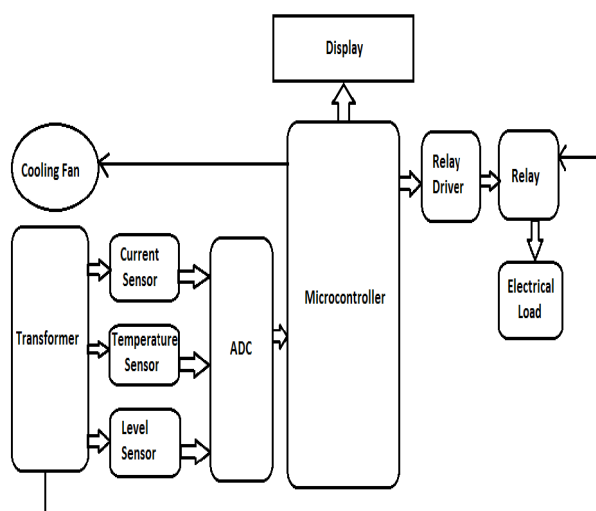 Display
Cooling Fan
Relay
Driver
Relay
Current
Sensor
Electrical
Load
Microcontroller
Transformer
Temperature
Sensor
ADC
Level
Sensor